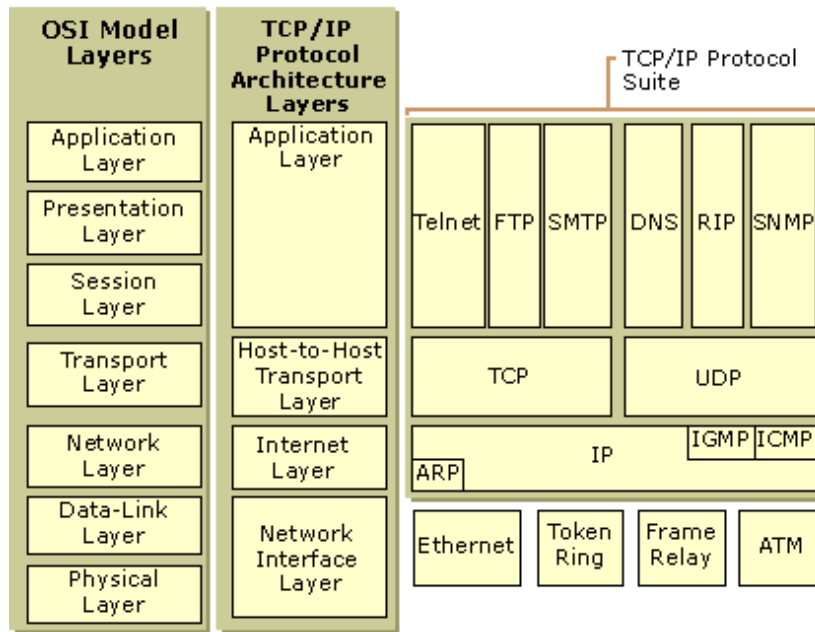 OSI Model
Layers
TCP/IP
Protocol
Architecture
Layers
TCP/IP Protocol
Suite
Application
Layer
Presentation
Layer
Session
Layer
Transport
Layer
Network
Layer
Data-Link
Layer
Physical
Layer
Application
Layer
Host-to-Host
Transport
Layer
Internet
Layer
Network
Interface
Layer
Telnet FTP SMTP DNS RIP SNMP
TCP UDP
IP IGMP ICMP
ARP
Ethernet
Token
Ring
Frame
Relay
ATM